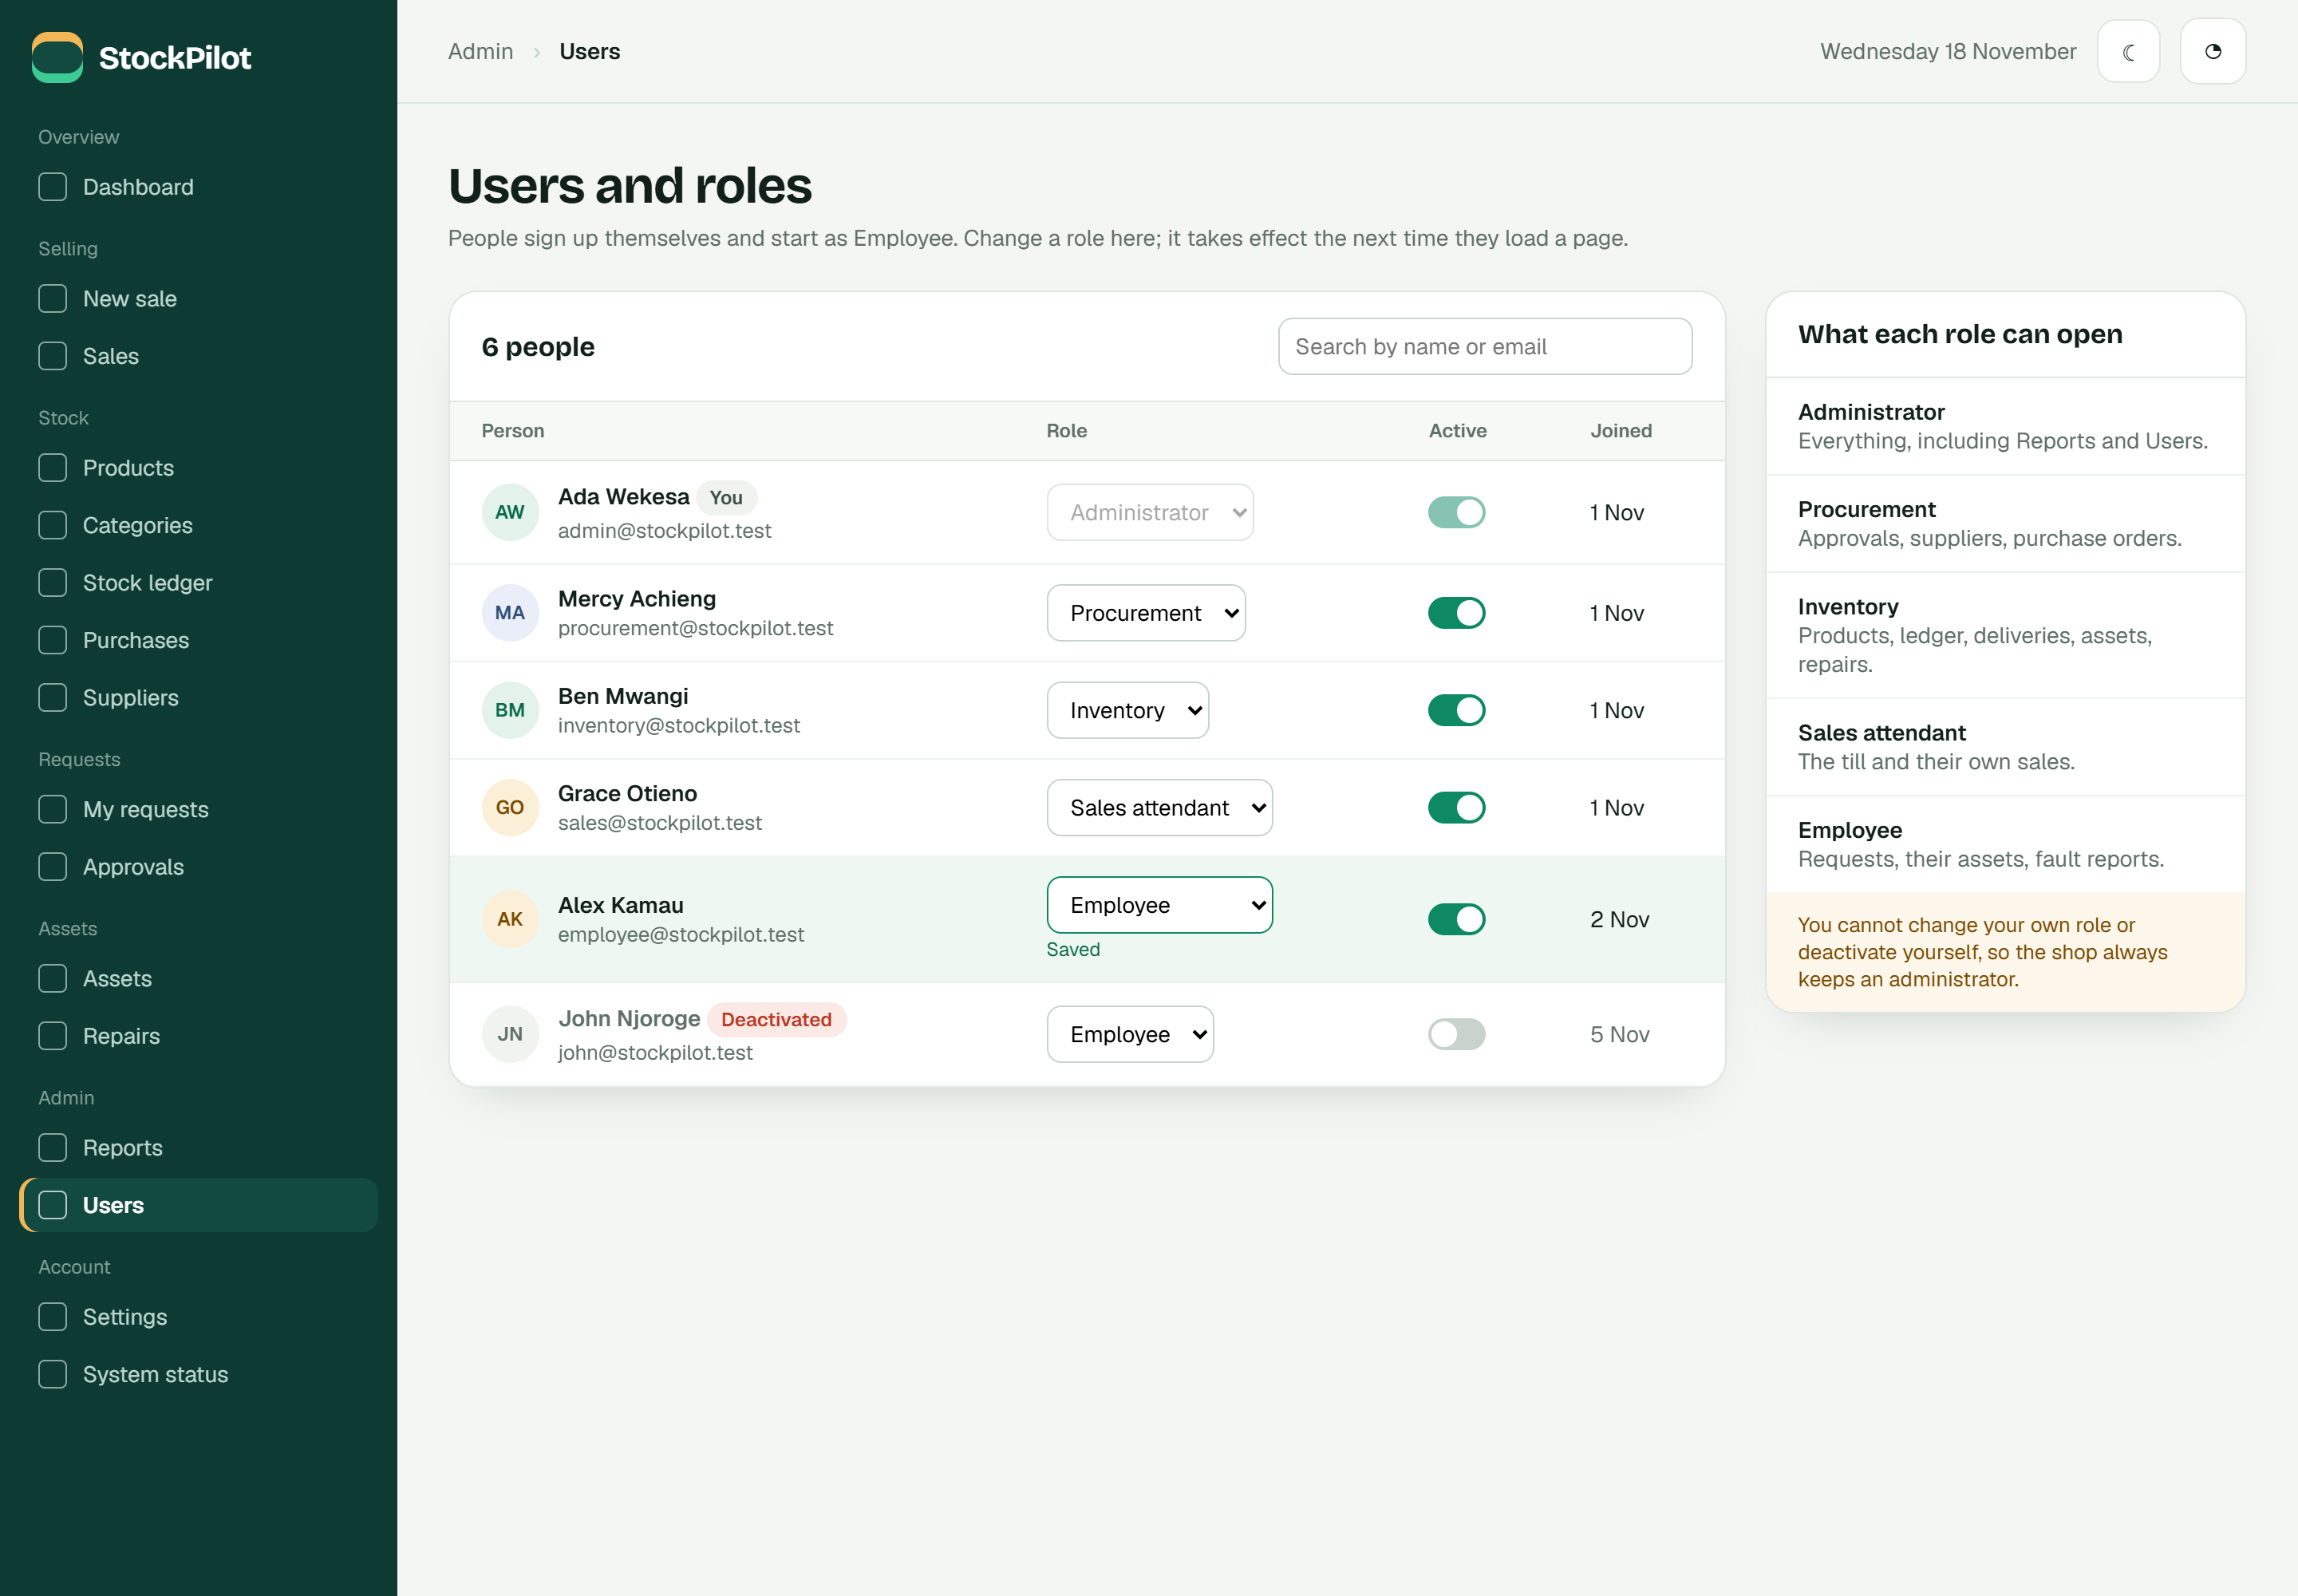 StockPilot
Overview
Dashboard
Selling
New sale
Sales
Stock
Products
Categories
Stock ledger
Purchases
Suppliers
Requests
My requests
Approvals
Assets
Assets
Repairs
Admin
Reports
Users
Account
Settings
System status
Admin › Users
Wednesday 18 November
Users and roles
People sign up themselves and start as Employee. Change a role here; it takes effect the next time they load a page.
6 people
Search by name or email
Person Role Active Joined
Ada Wekesa You
admin@stockpilot.test
Administrator
1 Nov
Mercy Achieng
procurement@stockpilot.test
Procurement
1 Nov
Ben Mwangi
inventory@stockpilot.test
Inventory
1 Nov
Grace Otieno
sales@stockpilot.test
Sales attendant
1 Nov
Alex Kamau
employee@stockpilot.test
Employee
Saved
2 Nov
John Njoroge Deactivated
john@stockpilot.test
Employee
5 Nov
AW
MA
BM
GO
AK
JN
What each role can open
Administrator
Everything, including Reports and Users.
Procurement
Approvals, suppliers, purchase orders.
Inventory
Products, ledger, deliveries, assets,
repairs.
Sales attendant
The till and their own sales.
Employee
Requests, their assets, fault reports.
You cannot change your own role or
deactivate yourself, so the shop always
keeps an administrator.